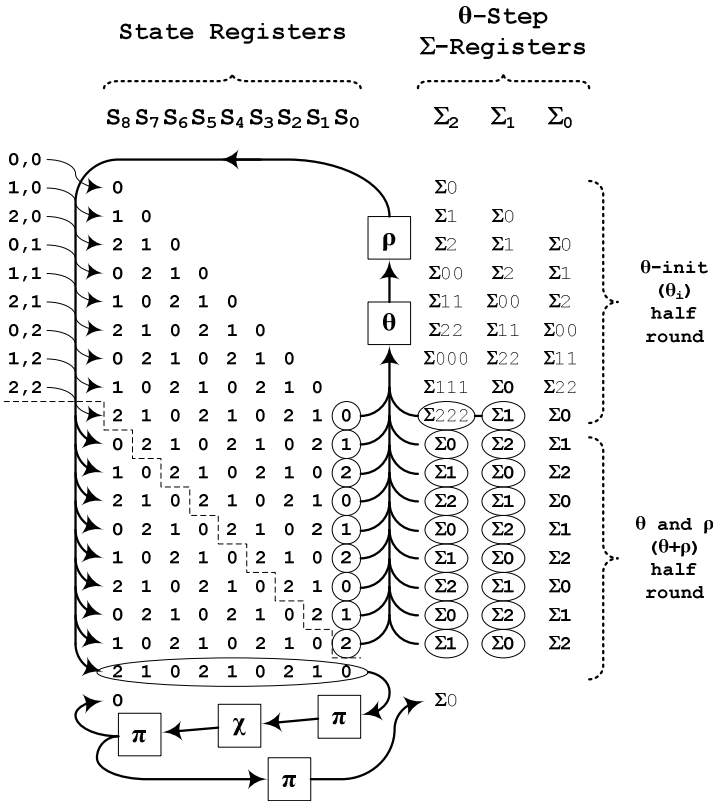 State Registers
θ-Step
Σ-Registers
S8 S7 S6 S5 S4 S3 S2 S1 S0 Σ2 Σ1 Σ0
0,0
1,0 0 Σ0
2,0 1 0 Σ1 Σ0
0,1 2 1 0 Σ2 Σ1 Σ0
1,1 0 2 1 0 Σ00 Σ2 Σ1
2,1 1 0 2 1 0 Σ11 Σ00 Σ2
0,2 2 1 0 2 1 0 Σ22 Σ11 Σ00
1,2 0 2 1 0 2 1 0 Σ000 Σ22 Σ11
2,2 1 0 2 1 0 2 1 0 Σ111 Σ0 Σ22
2 1 0 2 1 0 2 1 0 Σ222 Σ1 Σ0
0 2 1 0 2 1 0 2 1 Σ0 Σ2 Σ1
1 0 2 1 0 2 1 0 2 Σ1 Σ0 Σ2
2 1 0 2 1 0 2 1 0 Σ2 Σ1 Σ0
0 2 1 0 2 1 0 2 1 Σ0 Σ2 Σ1
1 0 2 1 0 2 1 0 2 Σ1 Σ0 Σ2
2 1 0 2 1 0 2 1 0 Σ2 Σ1 Σ0
0 2 1 0 2 1 0 2 1 Σ0 Σ2 Σ1
1 0 2 1 0 2 1 0 2 Σ1 Σ0 Σ2
2 1 0 2 1 0 2 1 0
0 Σ0
ρ
θ
θ-init
(θi)
half
round
θ and ρ
(θ+ρ)
half
round
π χ π
π